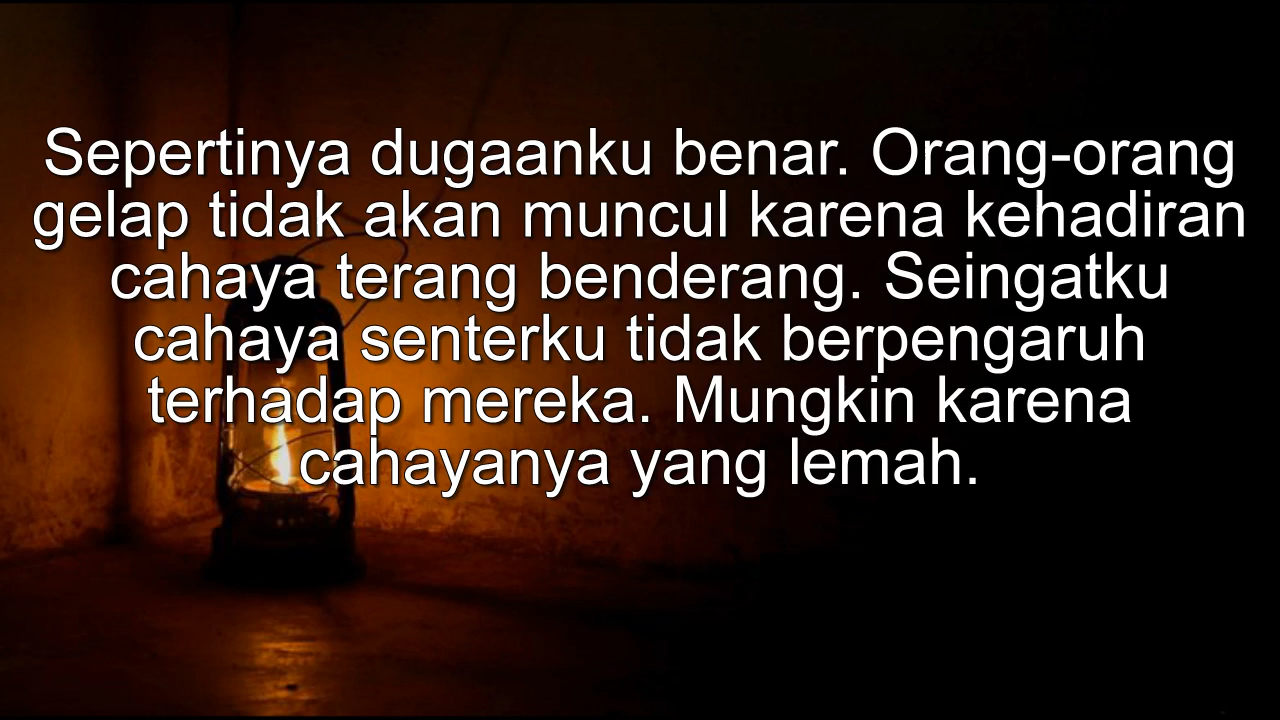 Sepertinya dugaanku benar. Orang-orang
gelap tidak akan muncul karena kehadiran
cahaya terang benderang. Seingatku
cahaya senterku tidak berpengaruh
terhadap mereka. Mungkin karena
cahayanya yang lemah.